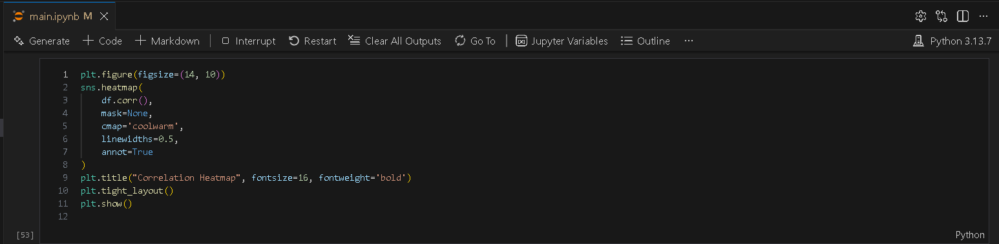 main.ipynb M
Generate + Code + Markdown Interrupt Restart Clear All Outputs Go To Jupyter Variables Outline ... Python 3.13.7
1 plt.figure(figsize=(14, 10))
2 sns.heatmap(
3     df.corr(),
4     mask=None,
5     cmap='coolwarm',
6     linewidths=0.5,
7     annot=True
8 )
9 plt.title("Correlation Heatmap", fontsize=16, fontweight='bold')
10 plt.tight_layout()
11 plt.show()
12
[53] Python